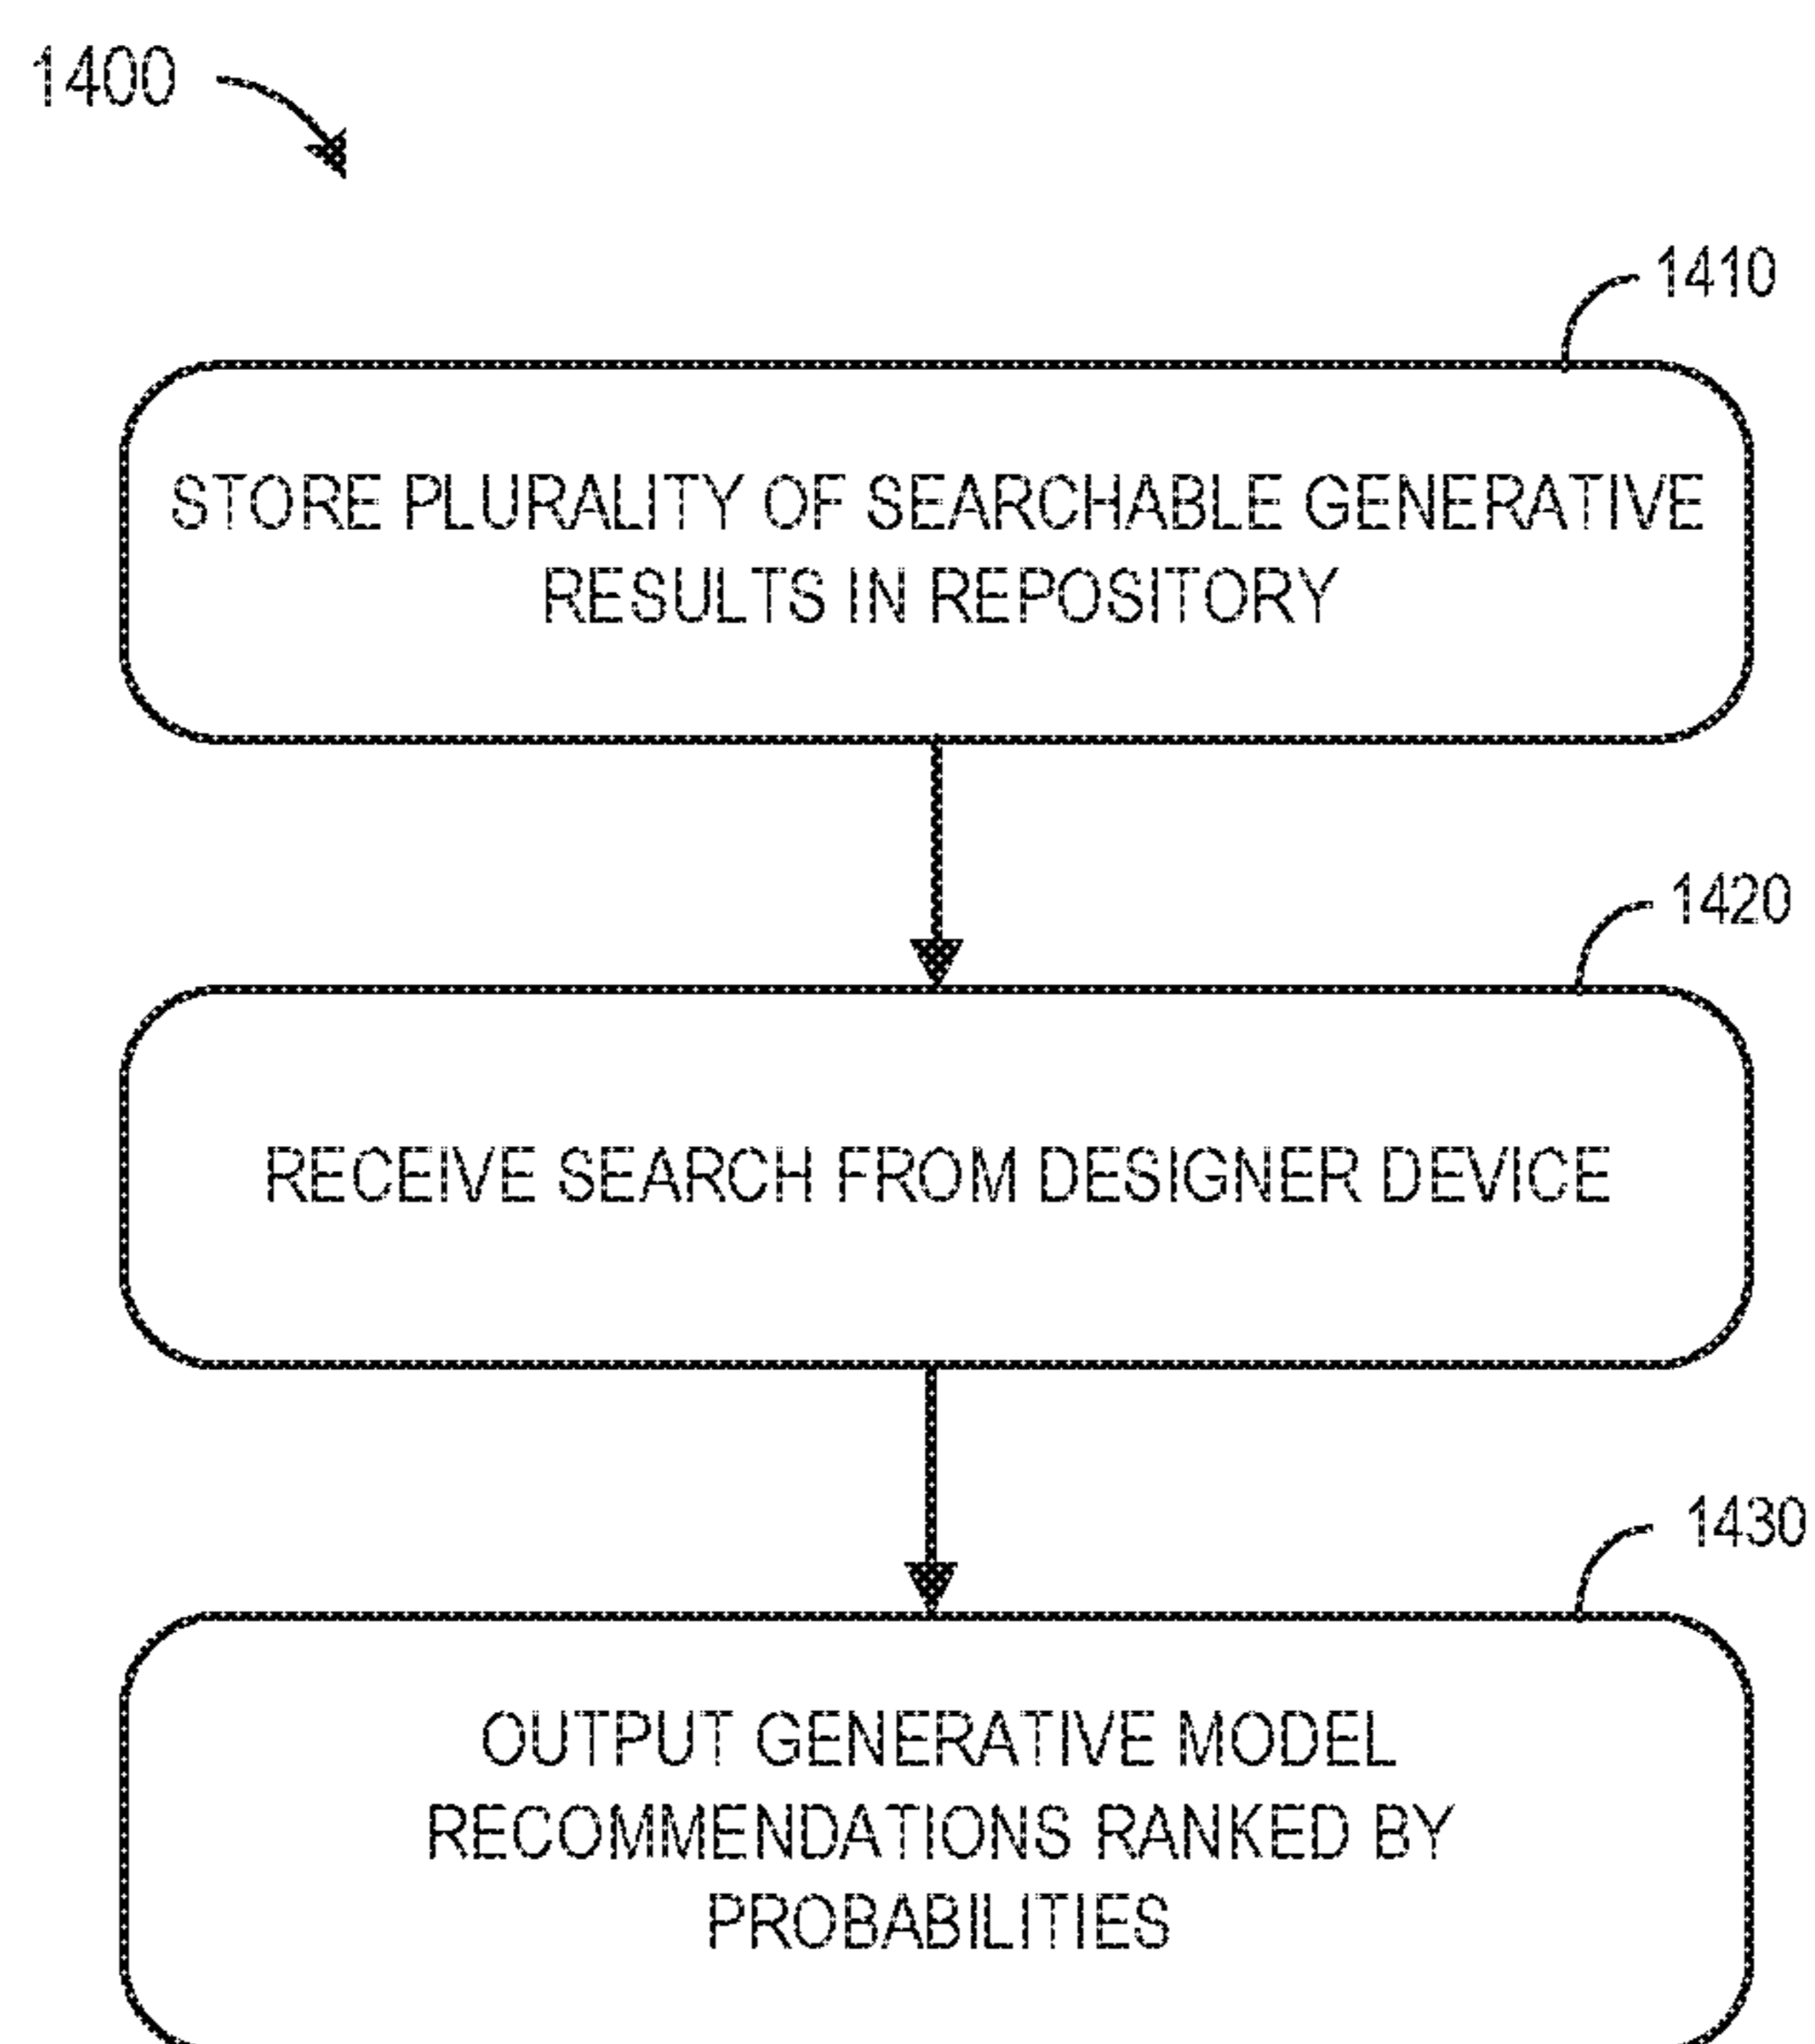 1400
1410
STORE PLURALITY OF SEARCHABLE GENERATIVE
RESULTS IN REPOSITORY
1420
RECEIVE SEARCH FROM DESIGNER DEVICE
1430
OUTPUT GENERATIVE MODEL
RECOMMENDATIONS RANKED BY
PROBABILITIES